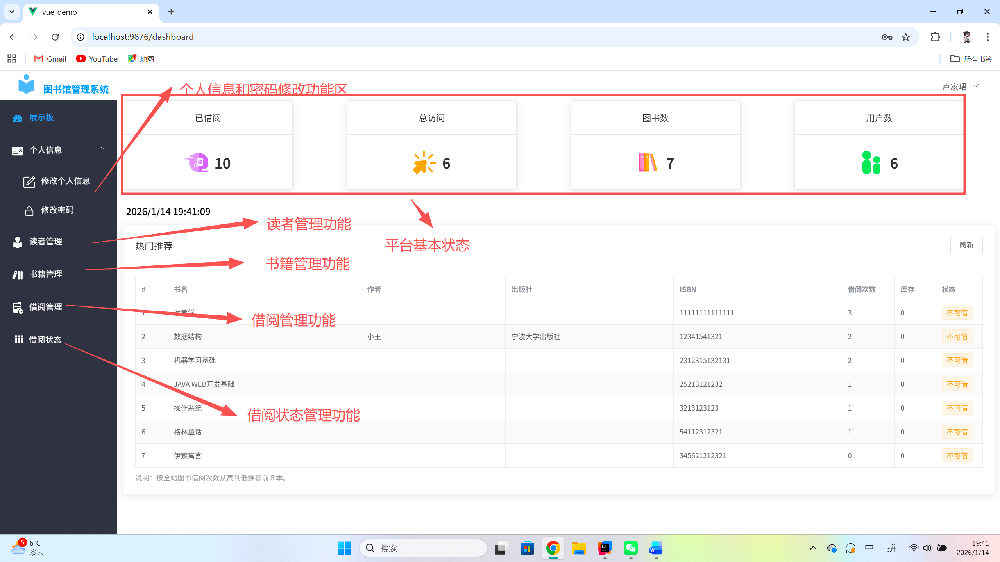 vue demo
localhost:9876/dashboard
Gmail
YouTube
地图
所有书签
图书馆管理系统
个人信息和密码修改功能区
卢家珺
展示板
个人信息
修改个人信息
修改密码
读者管理
书籍管理
借阅管理
借阅状态
已借阅
总访问
图书数
用户数
10
6
7
6
2026/1/14 19:41:09
读者管理功能
平台基本状态
热门推荐
刷新
书籍管理功能
# 书名 作者 出版社 ISBN 借阅次数 库存 状态
1 运筹学 11111111111111 3 0 不可借
借阅管理功能
2 数据结构 小王 宁波大学出版社 12341541321 2 0 不可借
3 机器学习基础 2312315132131 2 0 不可借
4 JAVA WEB开发基础 25213121232 1 0 不可借
5 操作系统 3213123123 1 0 不可借
借阅状态管理功能
6 格林童话 54112312321 1 0 不可借
7 伊索寓言 345621212321 0 0 不可借
说明：按全站图书借阅次数从高到低推荐前 8 本。
5
6°C
多云
搜索
中
拼
19:41
2026/1/14